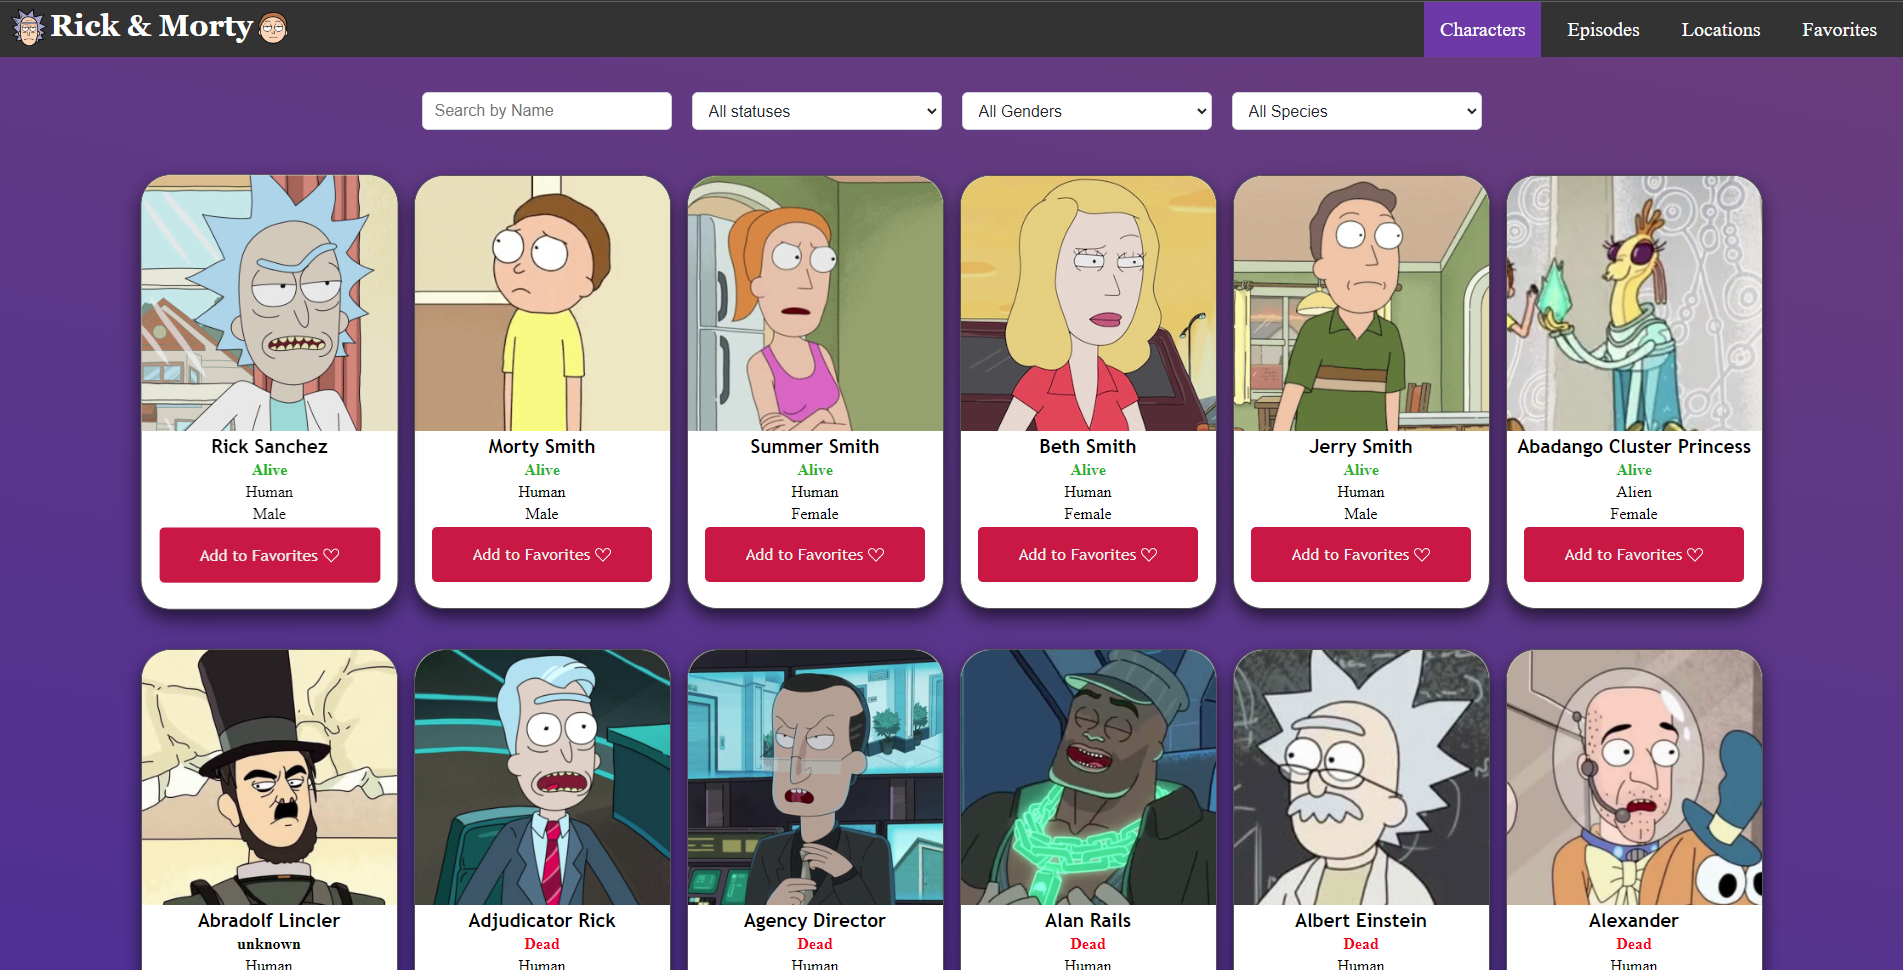 Rick & Morty
Characters Episodes Locations Favorites
Search by Name All statuses All Genders All Species
Rick Sanchez Morty Smith Summer Smith Beth Smith Jerry Smith Abadango Cluster Princess
Alive Alive Alive Alive Alive Alive
Human Human Human Human Human Alien
Male Male Female Female Male Female
Add to Favorites ♡ Add to Favorites ♡ Add to Favorites ♡ Add to Favorites ♡ Add to Favorites ♡ Add to Favorites ♡
Abradolf Lincler Adjudicator Rick Agency Director Alan Rails Albert Einstein Alexander
unknown Dead Dead Dead Dead Dead
Human Human Human Human Human Human